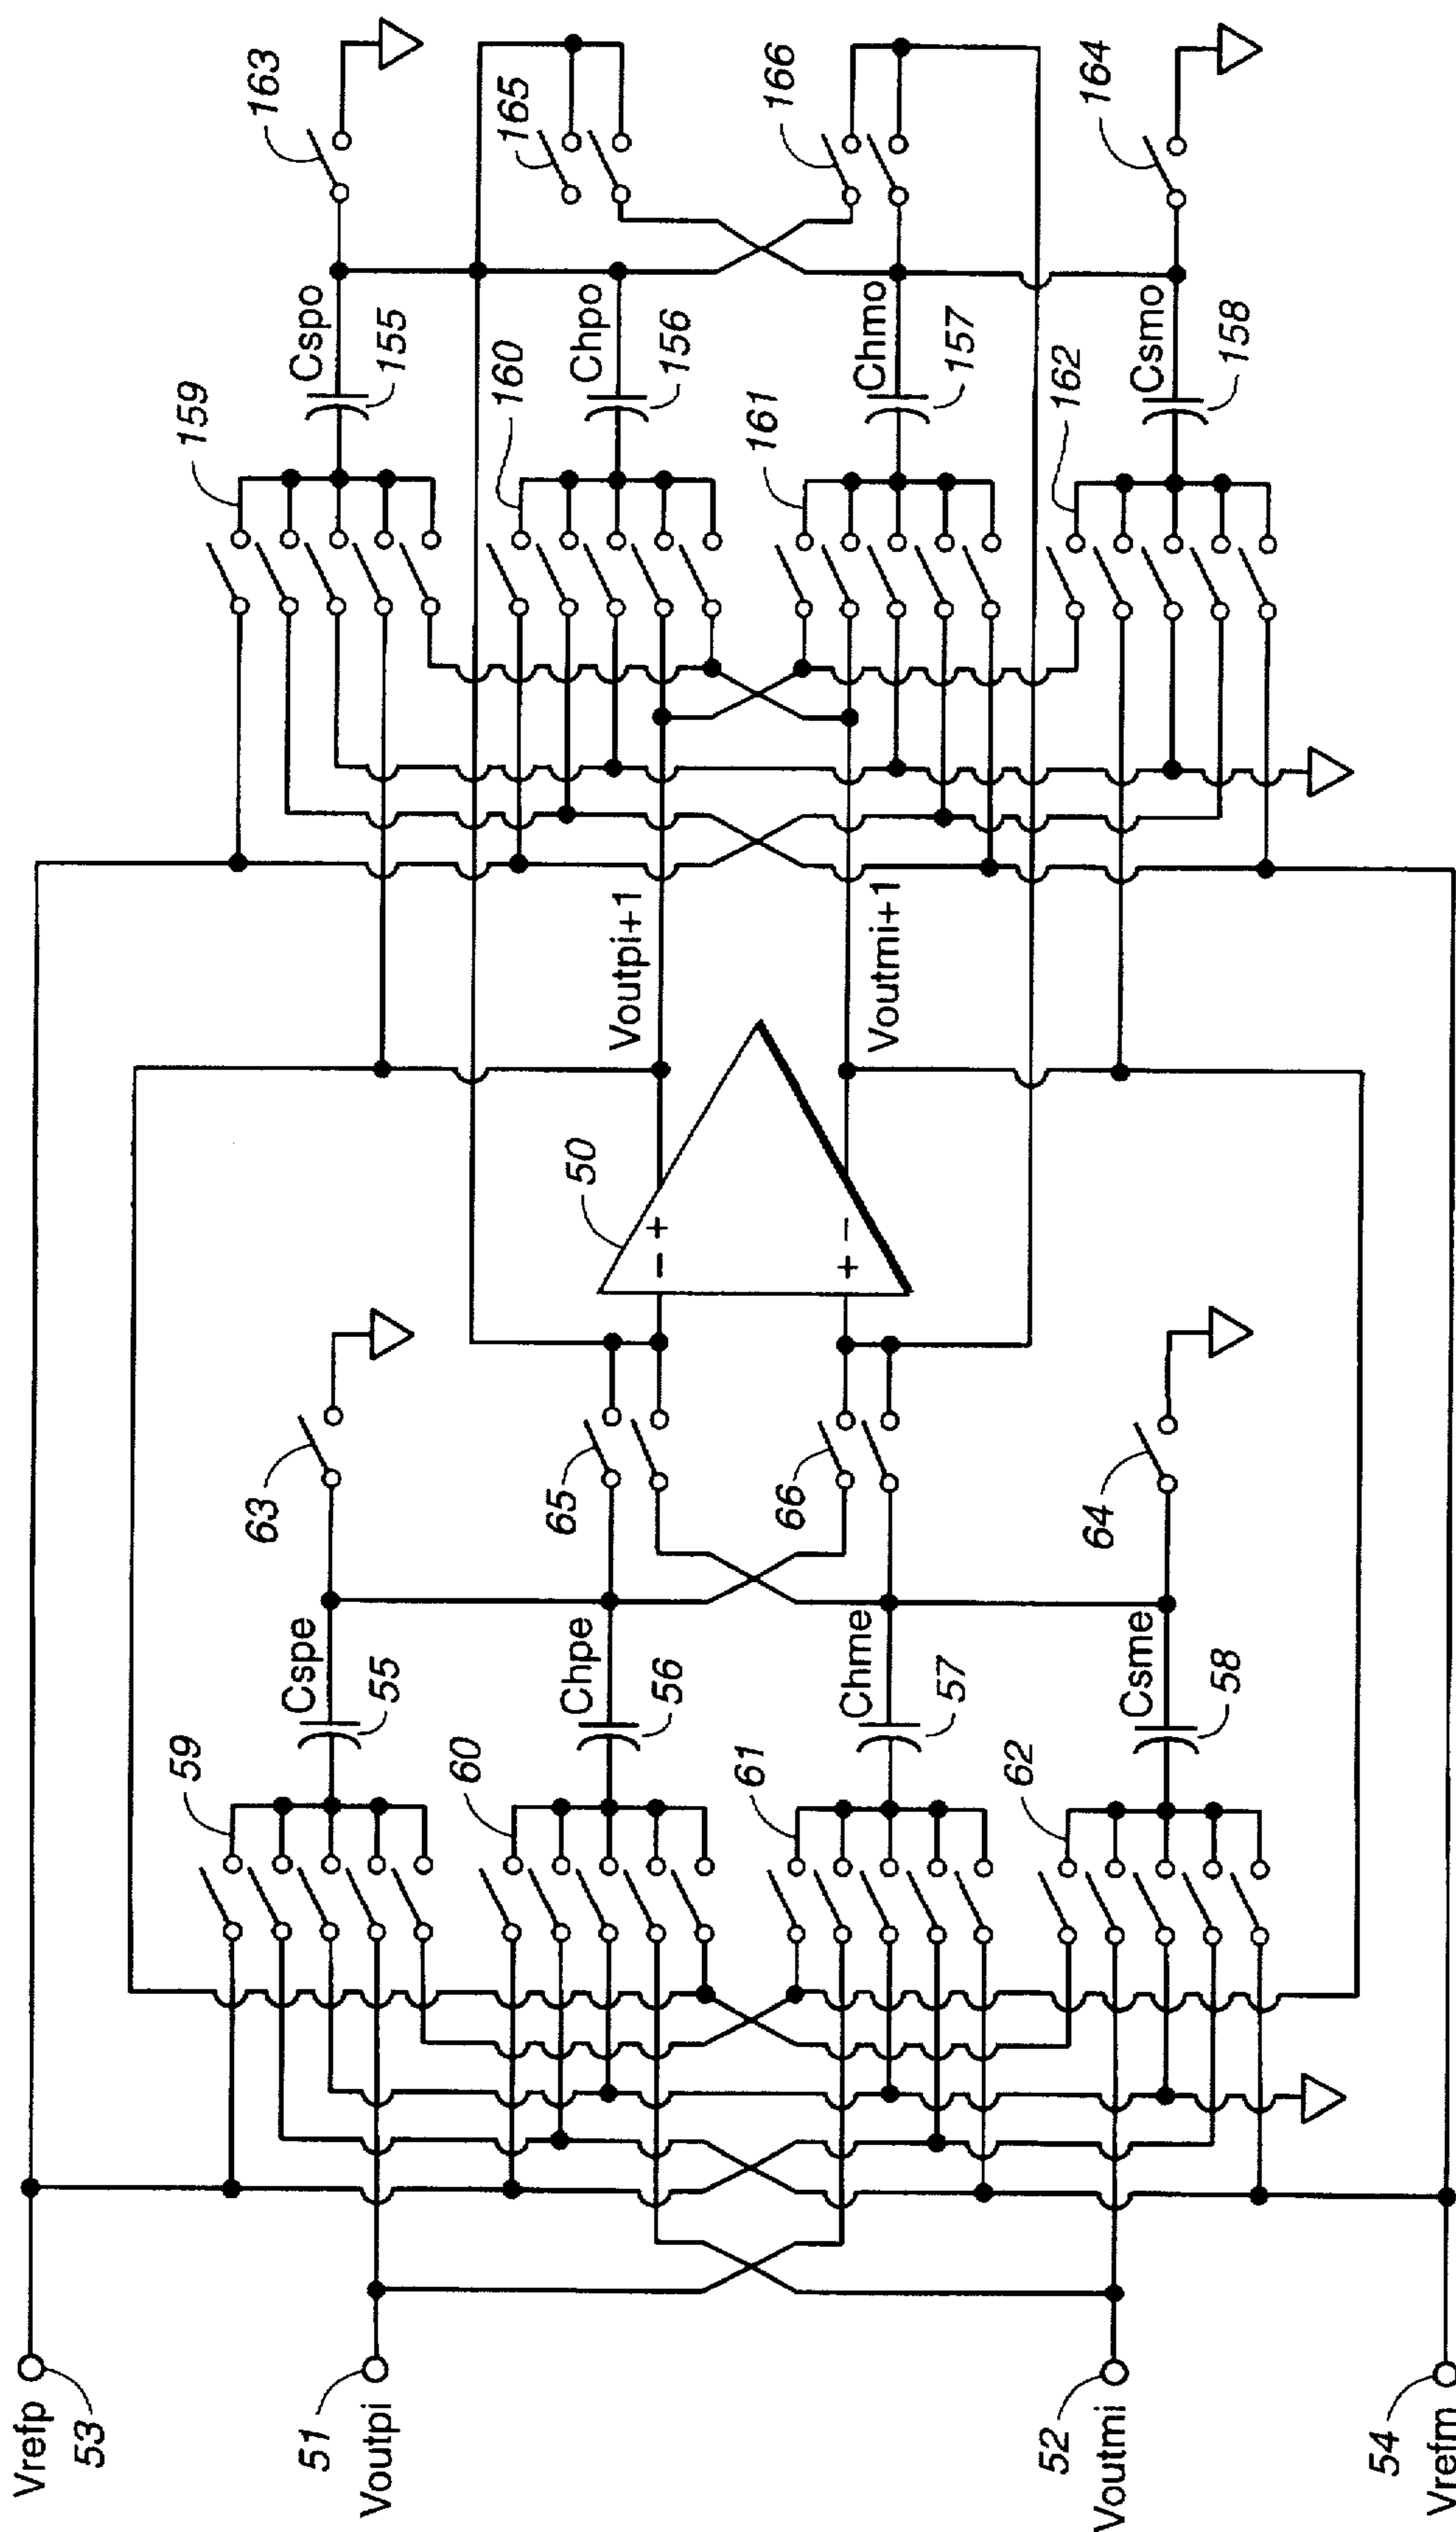 Vrefp
53
51
Voutpi
52
Voutmi
54
Vrefm
59
Cspe
55
63
60
Chpe
56
65
61
Chme
57
66
62
Csme
58
64
50
- +
+ -
Voutpi+1
Voutmi+1
159
Cspo
155
163
160
Chpo
156
165
161
Chmo
157
166
162
Csmo
158
164